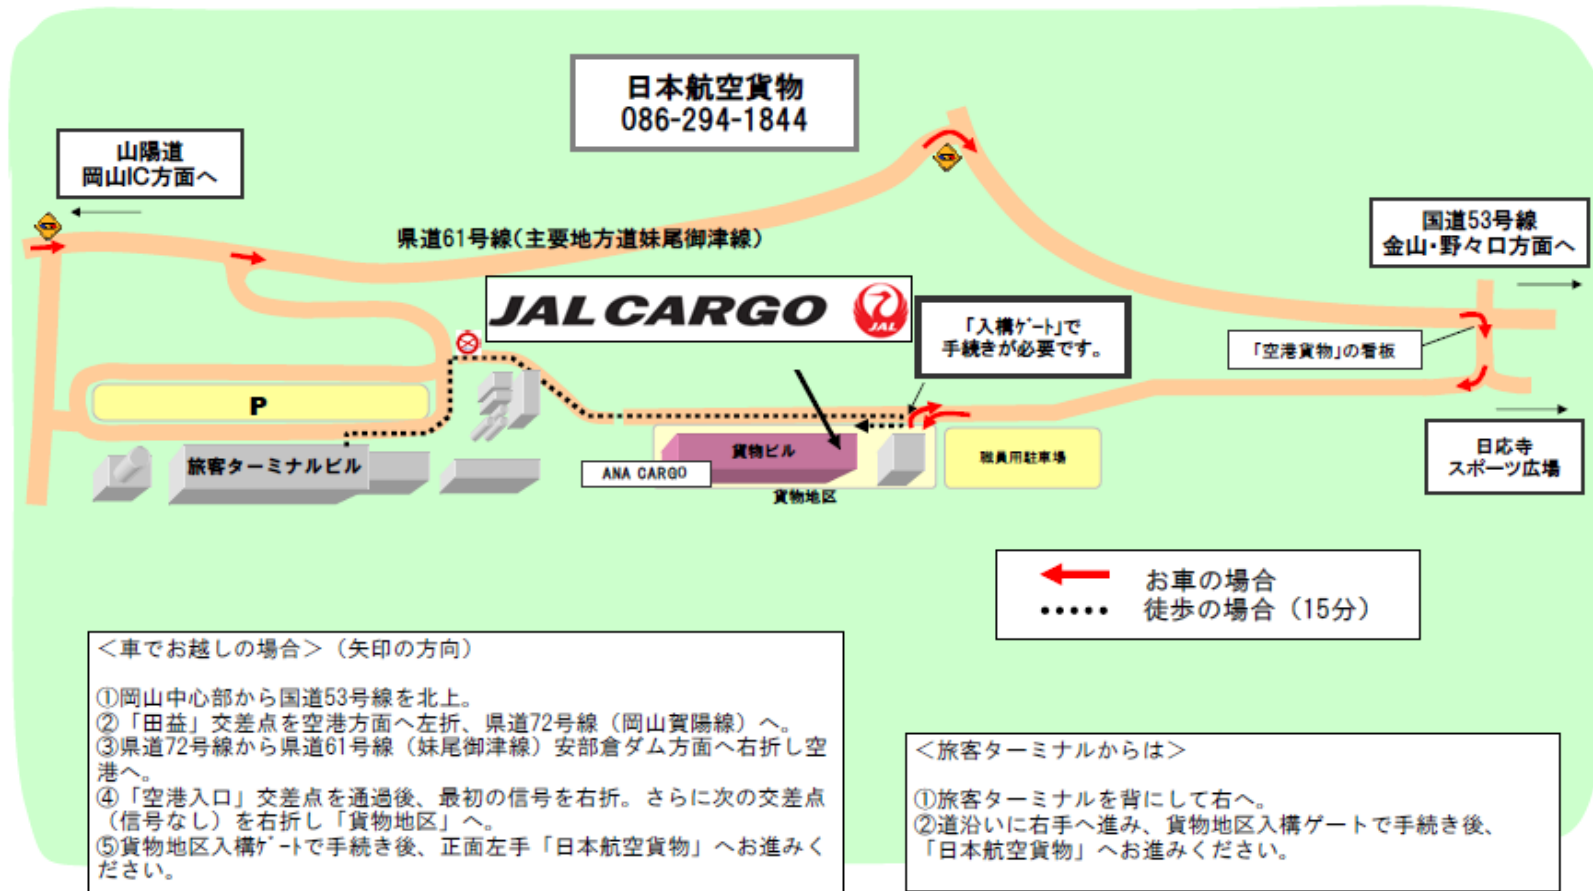 日本航空貨物
086-294-1844
山陽道
岡山IC方面へ
国道53号線
金山・野々口方面へ
県道61号線(主要地方道妹尾御津線)
JAL CARGO
JAL
「入構ｹﾞｰﾄ」で
手続きが必要です。
「空港貨物」の看板
P
旅客ターミナルビル
貨物ビル
ANA CARGO
貨物地区
職員用駐車場
日応寺
スポーツ広場
お車の場合
徒歩の場合（15分）
＜車でお越しの場合＞（矢印の方向）
①岡山中心部から国道53号線を北上。
②「田益」交差点を空港方面へ左折、県道72号線（岡山賀陽線）へ。
③県道72号線から県道61号線（妹尾御津線）安部倉ダム方面へ右折し空
港へ。
④「空港入口」交差点を通過後、最初の信号を右折。さらに次の交差点
（信号なし）を右折し「貨物地区」へ。
⑤貨物地区入構ｹﾞｰﾄで手続き後、正面左手「日本航空貨物」へお進みく
ださい。
＜旅客ターミナルからは＞
①旅客ターミナルを背にして右へ。
②道沿いに右手へ進み、貨物地区入構ゲートで手続き後、
「日本航空貨物」へお進みください。